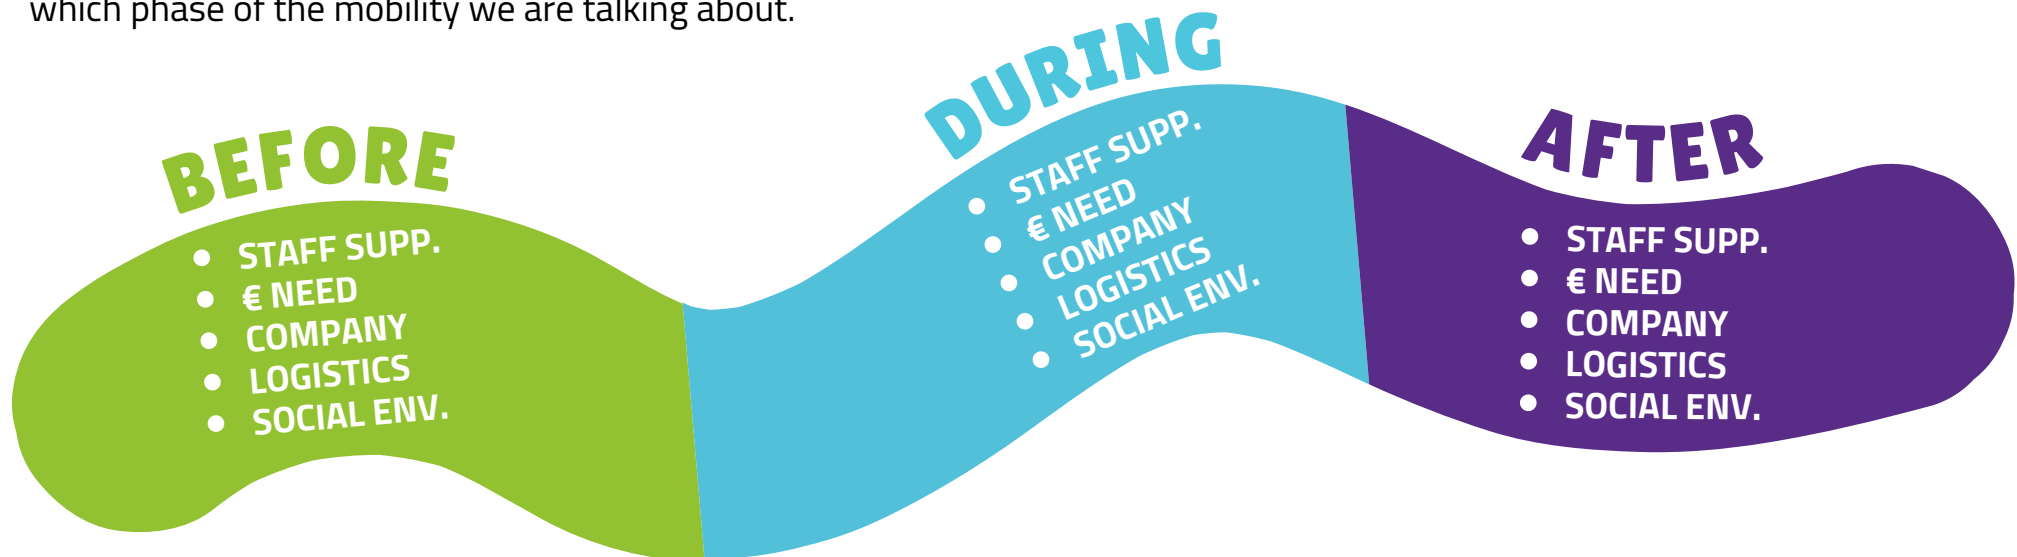 which phase of the mobility we are talking about.
BEFORE
• STAFF SUPP.
• € NEED
• COMPANY
• LOGISTICS
• SOCIAL ENV.
DURING
• STAFF SUPP.
• € NEED
• COMPANY
• LOGISTICS
• SOCIAL ENV.
AFTER
• STAFF SUPP.
• € NEED
• COMPANY
• LOGISTICS
• SOCIAL ENV.